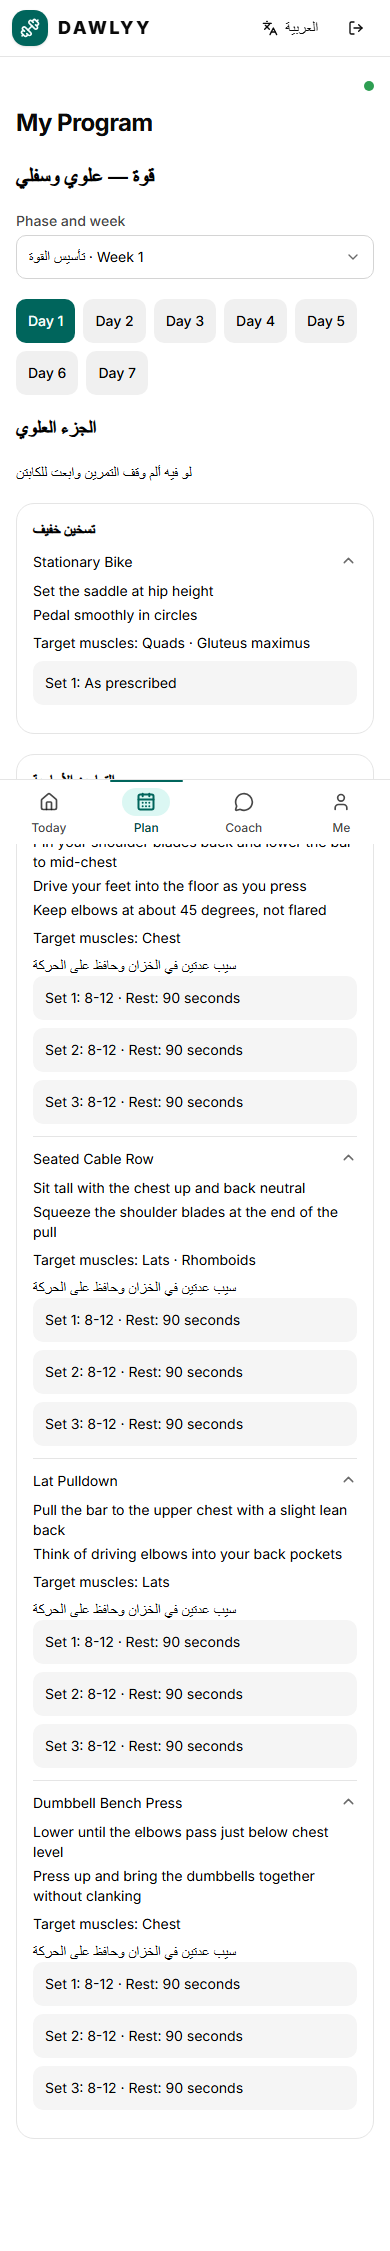 DAWLYY
العربية
My Program
قوة — علوي وسفلي
Phase and week
تأسيس القوة · Week 1
Day 1
Day 2
Day 3
Day 4
Day 5
Day 6
Day 7
الجزء العلوي
لو فيه ألم وقف التمرين وابعت للكابتن
تسخين خفيف
Stationary Bike
Set the saddle at hip height
Pedal smoothly in circles
Target muscles: Quads · Gluteus maximus
Set 1: As prescribed
Today
Plan
Coach
Me
Pin your shoulder blades back and lower the bar
to mid-chest
Drive your feet into the floor as you press
Keep elbows at about 45 degrees, not flared
Target muscles: Chest
سيب عدتين في الخزان وحافظ على الحركة
Set 1: 8-12 · Rest: 90 seconds
Set 2: 8-12 · Rest: 90 seconds
Set 3: 8-12 · Rest: 90 seconds
Seated Cable Row
Sit tall with the chest up and back neutral
Squeeze the shoulder blades at the end of the
pull
Target muscles: Lats · Rhomboids
سيب عدتين في الخزان وحافظ على الحركة
Set 1: 8-12 · Rest: 90 seconds
Set 2: 8-12 · Rest: 90 seconds
Set 3: 8-12 · Rest: 90 seconds
Lat Pulldown
Pull the bar to the upper chest with a slight lean
back
Think of driving elbows into your back pockets
Target muscles: Lats
سيب عدتين في الخزان وحافظ على الحركة
Set 1: 8-12 · Rest: 90 seconds
Set 2: 8-12 · Rest: 90 seconds
Set 3: 8-12 · Rest: 90 seconds
Dumbbell Bench Press
Lower until the elbows pass just below chest
level
Press up and bring the dumbbells together
without clanking
Target muscles: Chest
سيب عدتين في الخزان وحافظ على الحركة
Set 1: 8-12 · Rest: 90 seconds
Set 2: 8-12 · Rest: 90 seconds
Set 3: 8-12 · Rest: 90 seconds